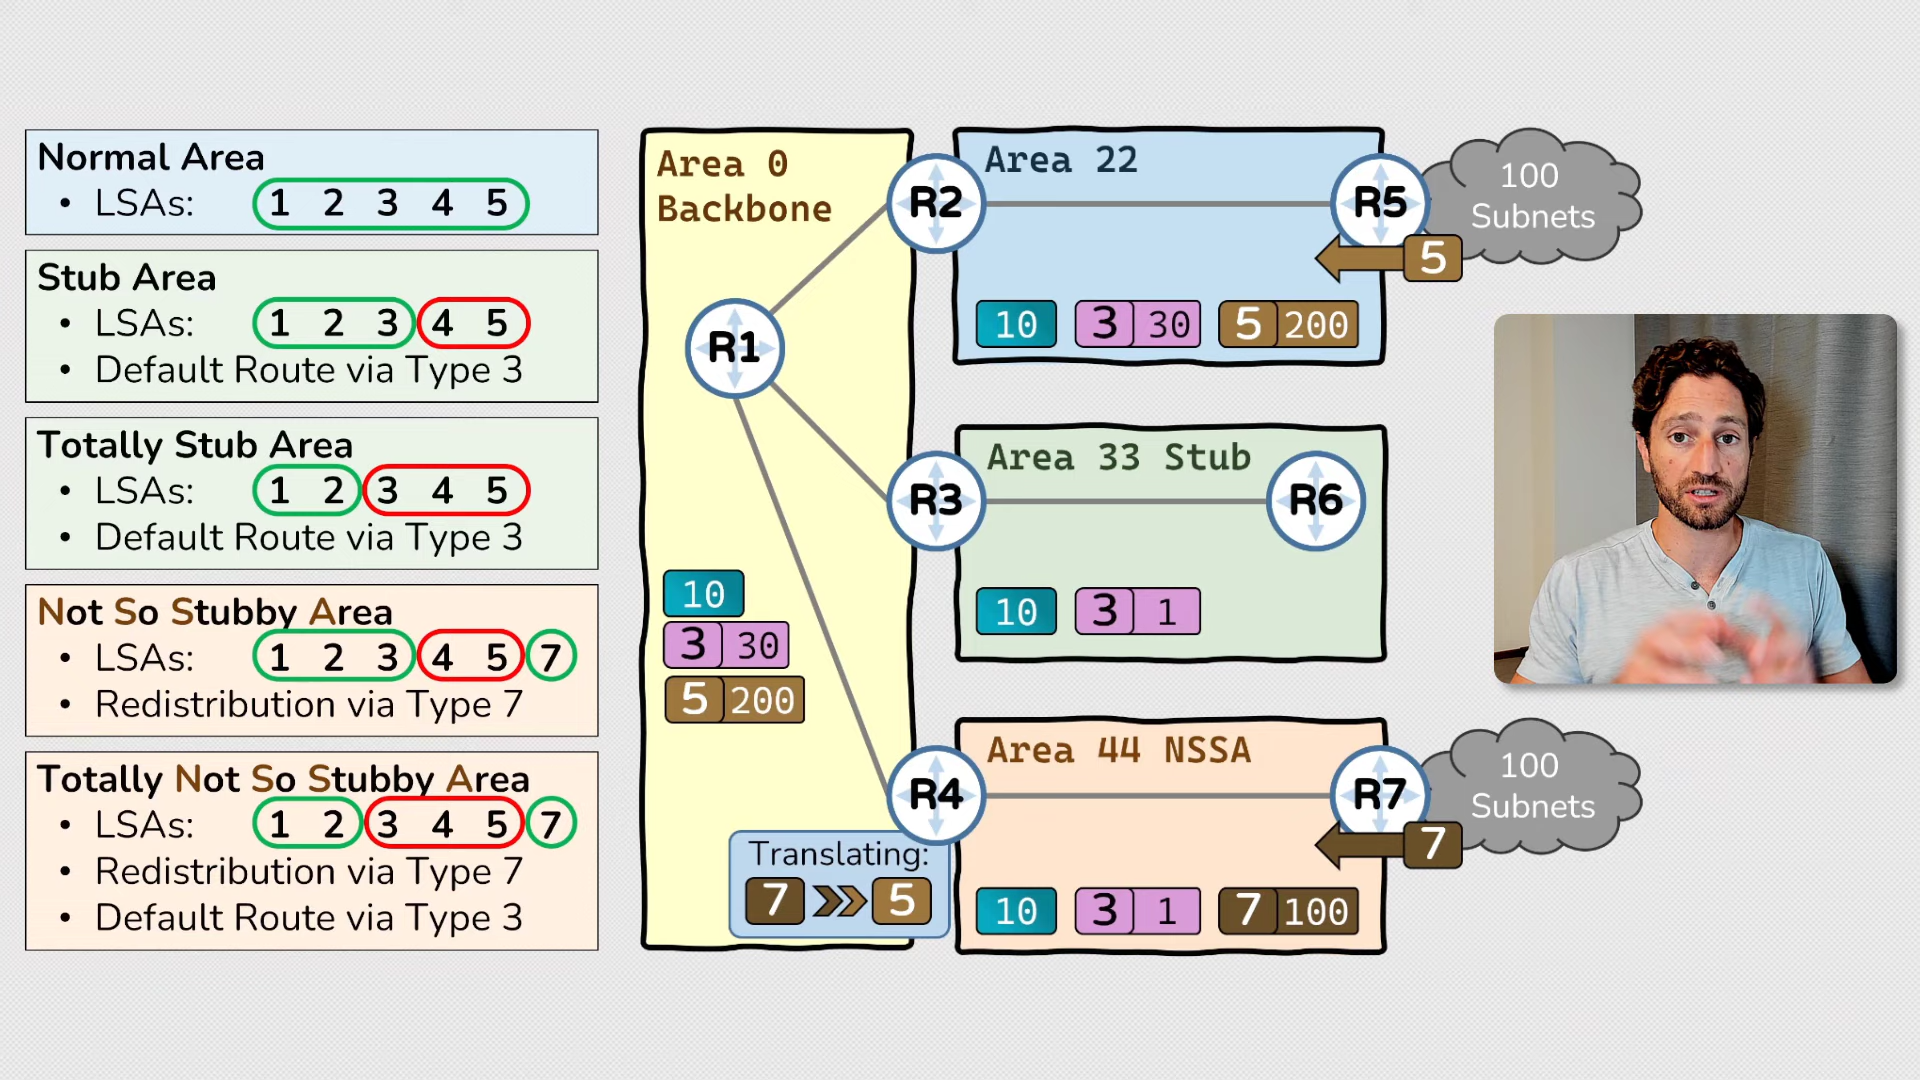 Normal Area
• LSAs: 1 2 3 4 5
Stub Area
• LSAs: 1 2 3 4 5
• Default Route via Type 3
Totally Stub Area
• LSAs: 1 2 3 4 5
• Default Route via Type 3
Not So Stubby Area
• LSAs: 1 2 3 4 5 7
• Redistribution via Type 7
Totally Not So Stubby Area
• LSAs: 1 2 3 4 5 7
• Redistribution via Type 7
• Default Route via Type 3
Area 0
Backbone
R1
10
3 30
5 200
Translating:
7 5
R2
Area 22
R5
100
Subnets
5
10 3 30 5 200
R3
Area 33 Stub
R6
10 3 1
R4
Area 44 NSSA
R7
100
Subnets
7
10 3 1 7 100